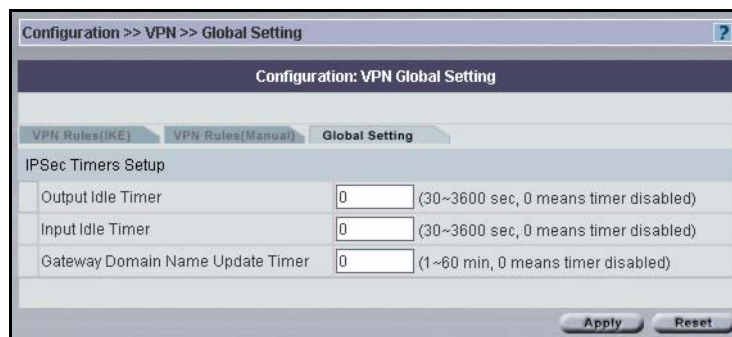 Configuration >> VPN >> Global Setting ?
Configuration: VPN Global Setting
VPN Rules(IKE) VPN Rules(Manual) Global Setting
IPSec Timers Setup
Output Idle Timer 0 (30~3600 sec, 0 means timer disabled)
Input Idle Timer 0 (30~3600 sec, 0 means timer disabled)
Gateway Domain Name Update Timer 0 (1~60 min, 0 means timer disabled)
Apply Reset